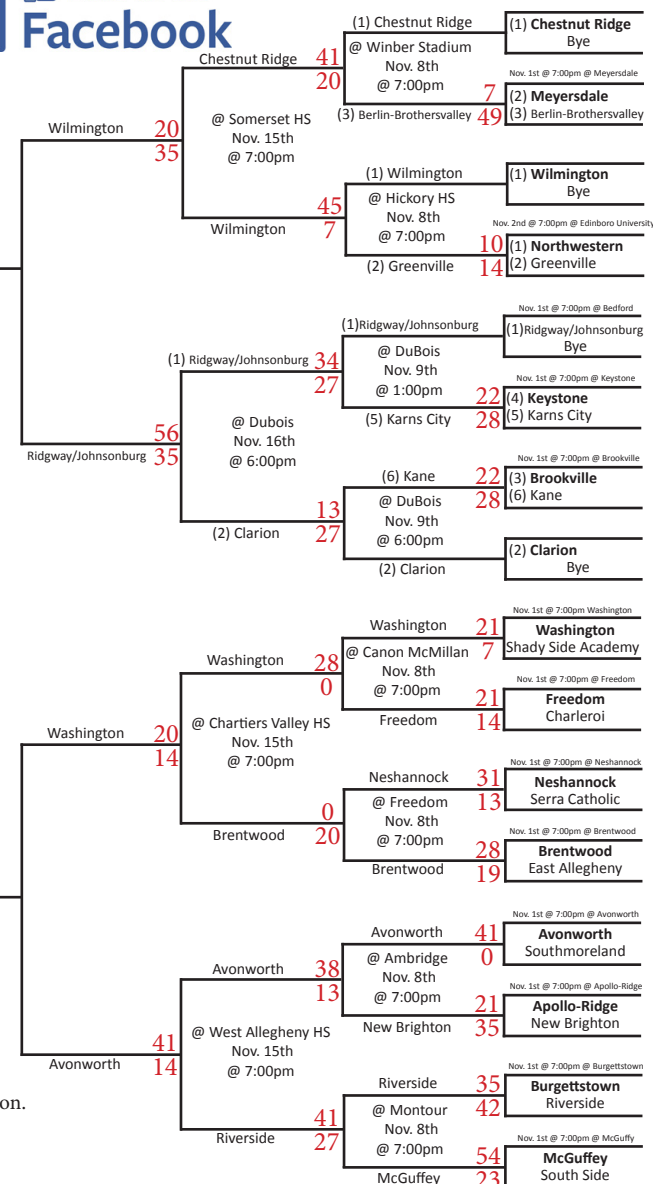 Facebook
(1) Chestnut Ridge
(1) Chestnut Ridge
Bye
Chestnut Ridge
41
20
@ Winber Stadium
Nov. 8th
@ 7:00pm
Nov. 1st @ 7:00pm @ Meyersdale
7
49
(2) Meyersdale
(3) Berlin-Brothersvalley
(3) Berlin-Brothersvalley
Wilmington
20
35
@ Somerset HS
Nov. 15th
@ 7:00pm
(1) Wilmington
(1) Wilmington
Bye
45
7
@ Hickory HS
Nov. 8th
@ 7:00pm
Wilmington
Nov. 2nd @ 7:00pm @ Edinboro University
10
14
(1) Northwestern
(2) Greenville
(2) Greenville
Nov. 1st @ 7:00pm @ Bedford
(1)Ridgway/Johnsonburg
(1)Ridgway/Johnsonburg
Bye
(1) Ridgway/Johnsonburg
34
27
@ DuBois
Nov. 9th
@ 1:00pm
Nov. 1st @ 7:00pm @ Keystone
22
28
(4) Keystone
(5) Karns City
(5) Karns City
56
35
Ridgway/Johnsonburg
@ Dubois
Nov. 16th
@ 6:00pm
Nov. 1st @ 7:00pm @ Brookville
(6) Kane
22
28
(3) Brookville
(6) Kane
13
27
@ DuBois
Nov. 9th
@ 6:00pm
(2) Clarion
(2) Clarion
(2) Clarion
Bye
Nov. 1st @ 7:00pm Washington
Washington
21
7
Washington
Shady Side Academy
Washington
28
0
@ Canon McMillan
Nov. 8th
@ 7:00pm
Nov. 1st @ 7:00pm @ Freedom
21
14
Freedom
Charleroi
Freedom
Washington
20
14
@ Chartiers Valley HS
Nov. 15th
@ 7:00pm
Nov. 1st @ 7:00pm @ Neshannock
Neshannock
31
13
Neshannock
Serra Catholic
0
20
@ Freedom
Nov. 8th
@ 7:00pm
Brentwood
Nov. 1st @ 7:00pm @ Brentwood
28
19
Brentwood
East Allegheny
Brentwood
Nov. 1st @ 7:00pm @ Avonworth
Avonworth
41
0
Avonworth
Southmoreland
Avonworth
38
13
@ Ambridge
Nov. 8th
@ 7:00pm
Nov. 1st @ 7:00pm @ Apollo-Ridge
21
35
Apollo-Ridge
New Brighton
New Brighton
41
14
Avonworth
@ West Allegheny HS
Nov. 15th
@ 7:00pm
Nov. 1st @ 7:00pm @ Burgettstown
Riverside
35
42
Burgettstown
Riverside
on.
41
27
@ Montour
Nov. 8th
@ 7:00pm
Riverside
Nov. 1st @ 7:00pm @ McGuffy
54
23
McGuffey
South Side
McGuffey